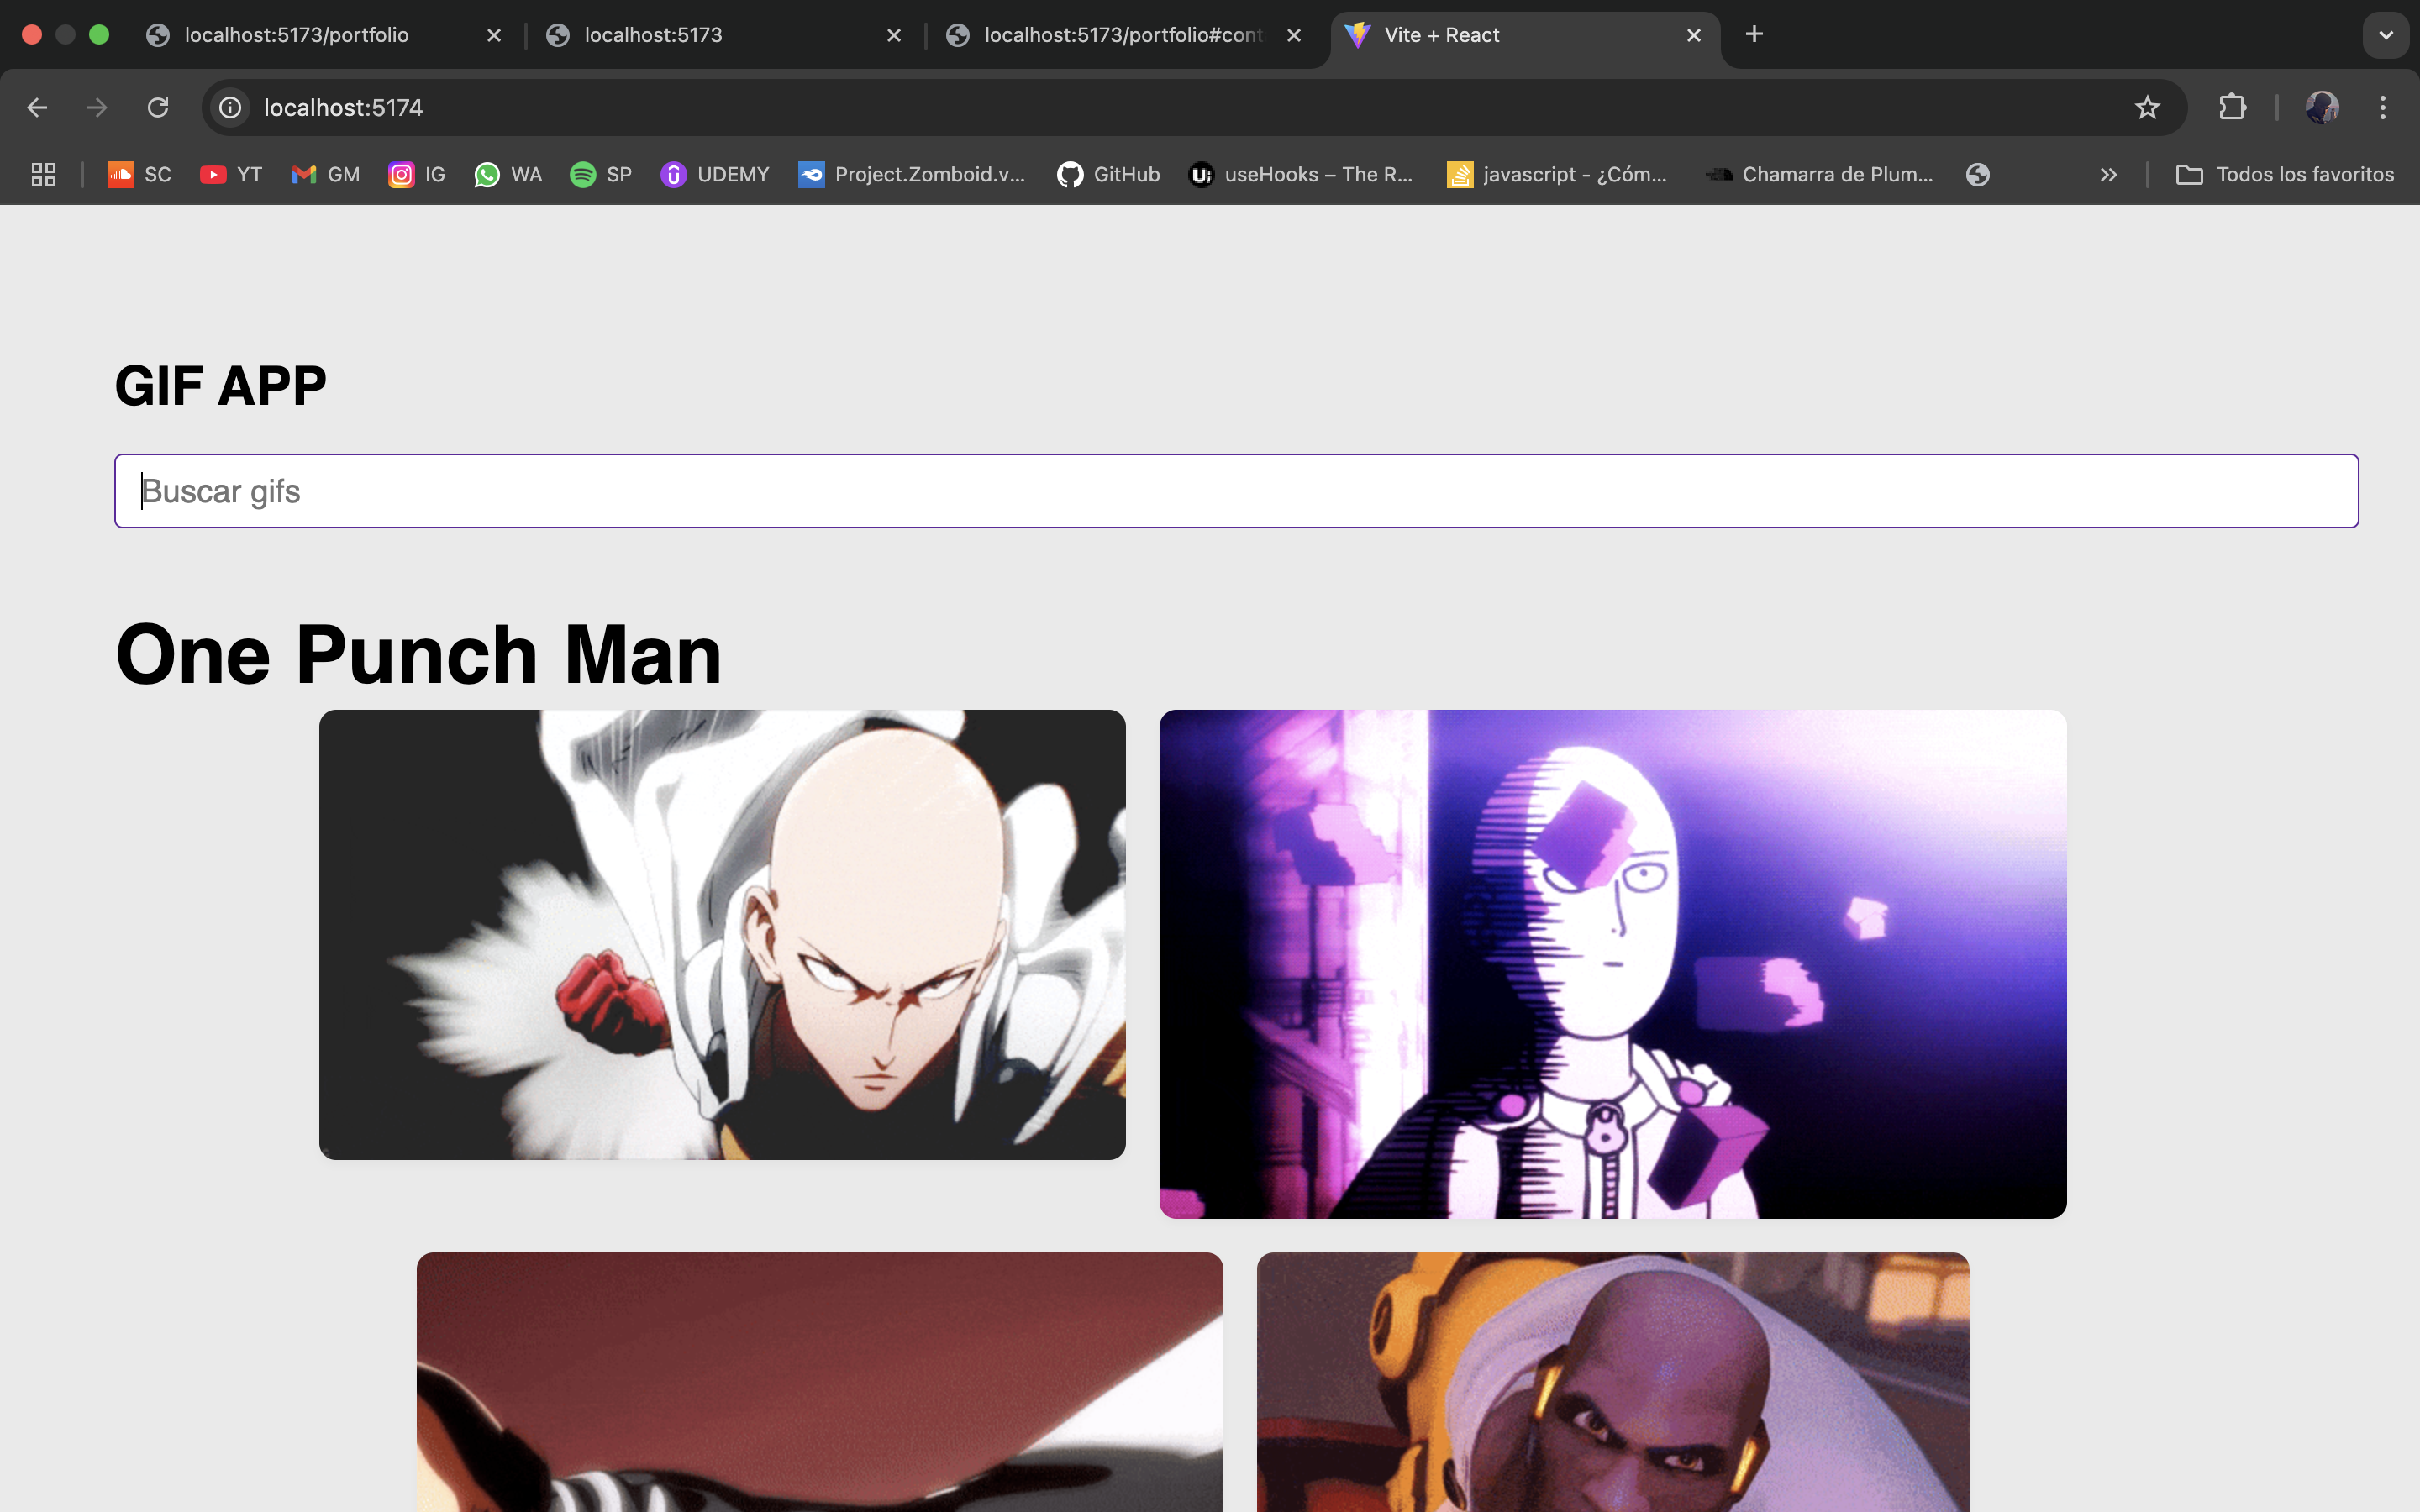 localhost:5173/portfolio
localhost:5173
localhost:5173/portfolio#cont
Vite + React
localhost:5174
SC
YT
GM
IG
WA
SP
UDEMY
Project.Zomboid.v...
GitHub
useHooks – The R...
javascript - ¿Cóm...
Chamarra de Plum...
Todos los favoritos
GIF APP
Buscar gifs
One Punch Man